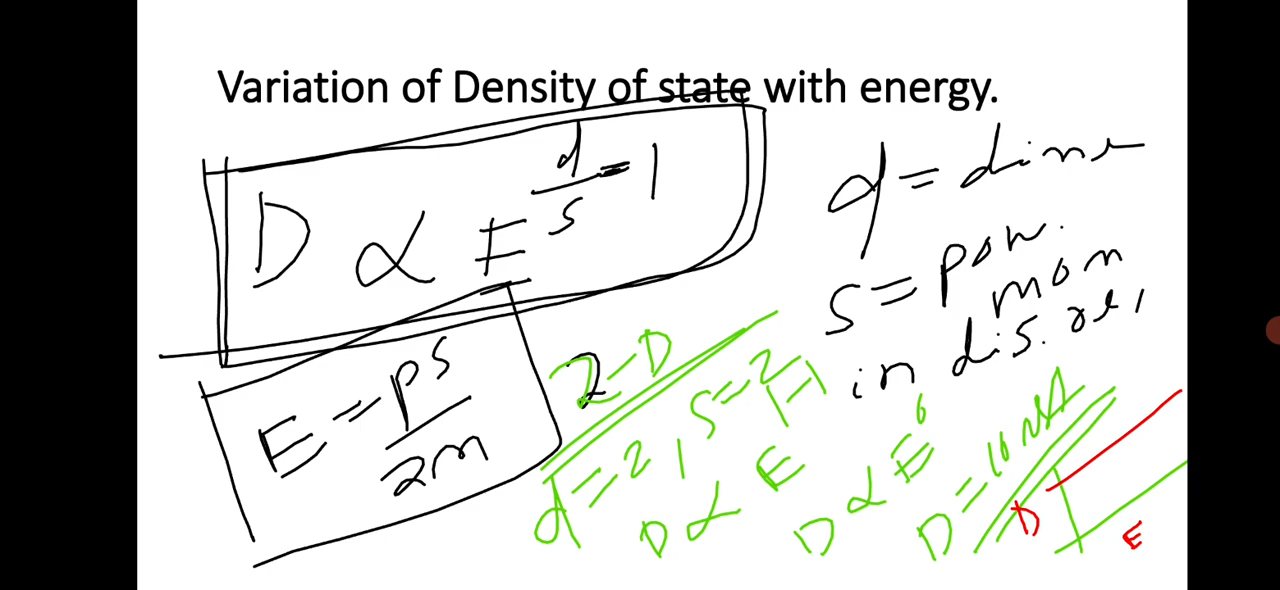 Variation of Density of state with energy.
D ∝ E^(d/s - 1)
d = dime
s = pow.
mom
in dis. rel,
E = p^s / 2m
2-D
d = 2, s = 2
D ∝ E
D ∝ E^0
D =
D
E